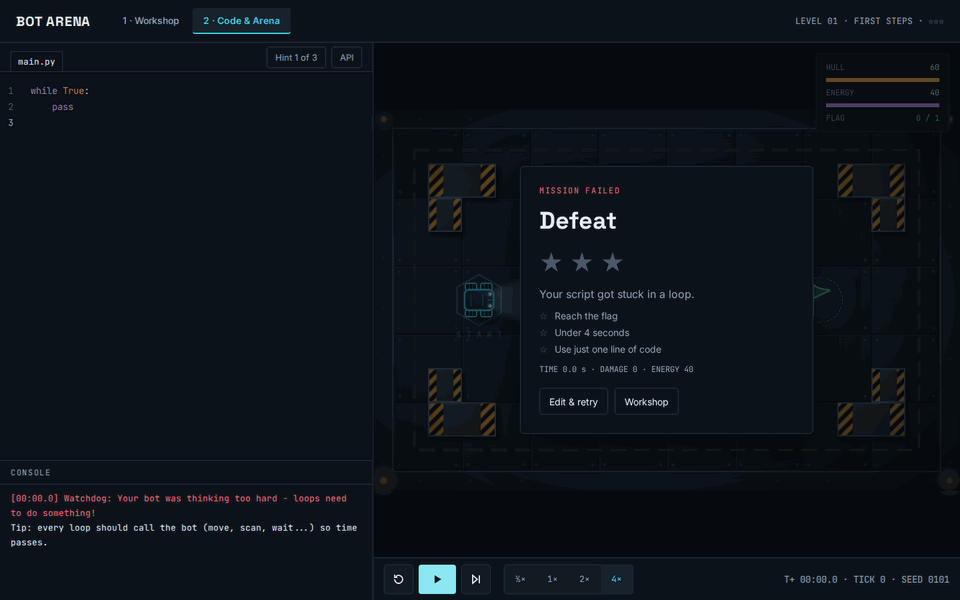 BOT ARENA
1 · Workshop
2 · Code & Arena
LEVEL 01 · FIRST STEPS ·
main.py
Hint 1 of 3
API
1 while True:
2 pass
3
HULL 60
ENERGY 40
FLAG 0 / 1
MISSION FAILED
Defeat
Your script got stuck in a loop.
Reach the flag
Under 4 seconds
Use just one line of code
TIME 0.0 s · DAMAGE 0 · ENERGY 40
Edit & retry
Workshop
START
CONSOLE
[00:00.0] Watchdog: Your bot was thinking too hard - loops need
to do something!
Tip: every loop should call the bot (move, scan, wait...) so time
passes.
½×
1×
2×
4×
T+ 00:00.0 · TICK 0 · SEED 0101